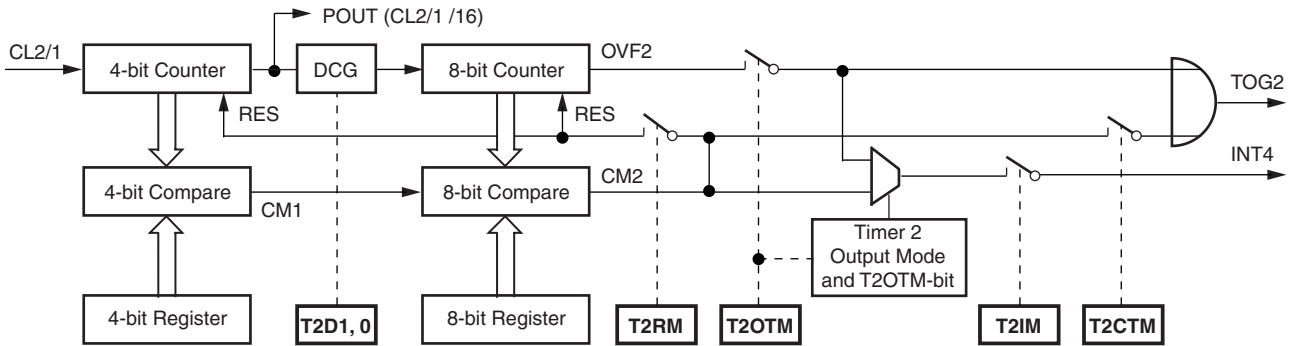 POUT (CL2/1 /16)
CL2/1
4-bit Counter
DCG
8-bit Counter
OVF2
TOG2
RES
RES
INT4
4-bit Compare
CM1
8-bit Compare
CM2
Timer 2
Output Mode
and T2OTM-bit
4-bit Register
T2D1, 0
8-bit Register
T2RM
T2OTM
T2IM
T2CTM